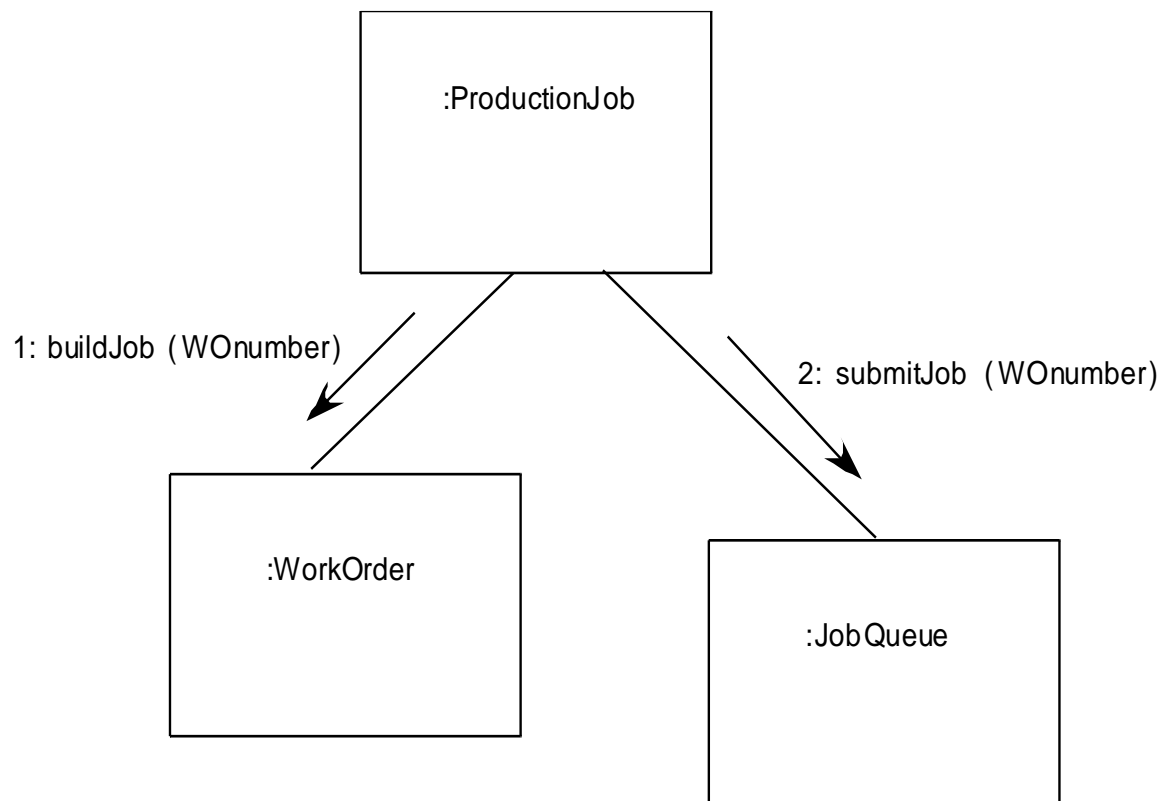 :ProductionJob
1: buildJob (WOnumber)
2: submitJob (WOnumber)
:WorkOrder
:JobQueue